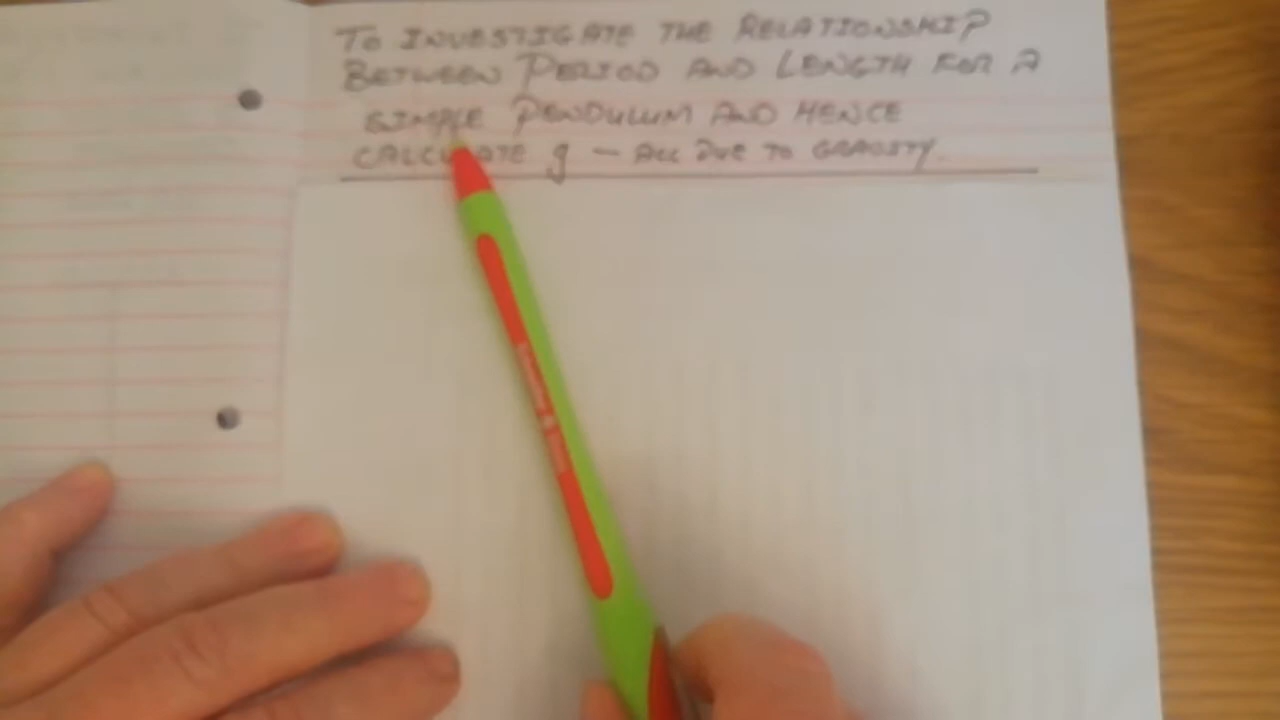 TO INVESTIGATE THE RELATIONSHIP
BETWEEN PERIOD AND LENGTH FOR A
SIMPLE PENDULUM AND HENCE
CALCULATE g – ACC DUE TO GRAVITY.